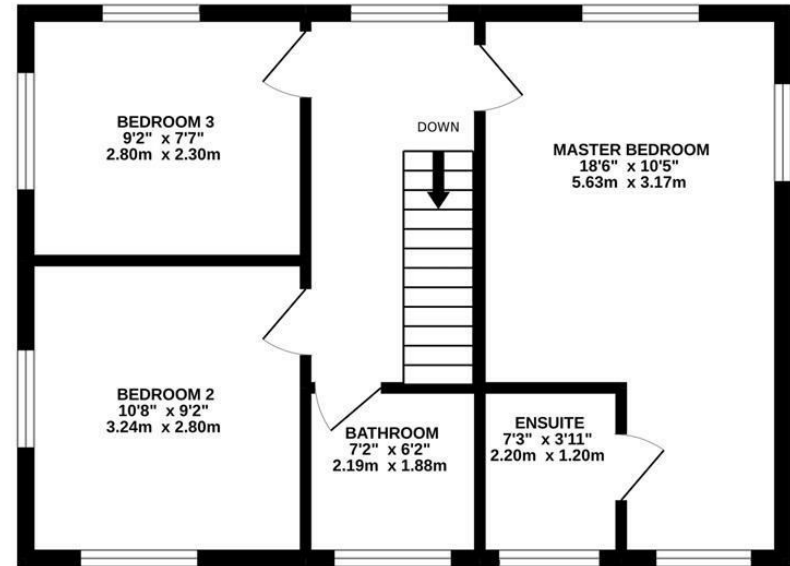 BEDROOM 3
9'2" x 7'7"
2.80m x 2.30m
DOWN
MASTER BEDROOM
18'6" x 10'5"
5.63m x 3.17m
BEDROOM 2
10'8" x 9'2"
3.24m x 2.80m
BATHROOM
7'2" x 6'2"
2.19m x 1.88m
ENSUITE
7'3" x 3'11"
2.20m x 1.20m